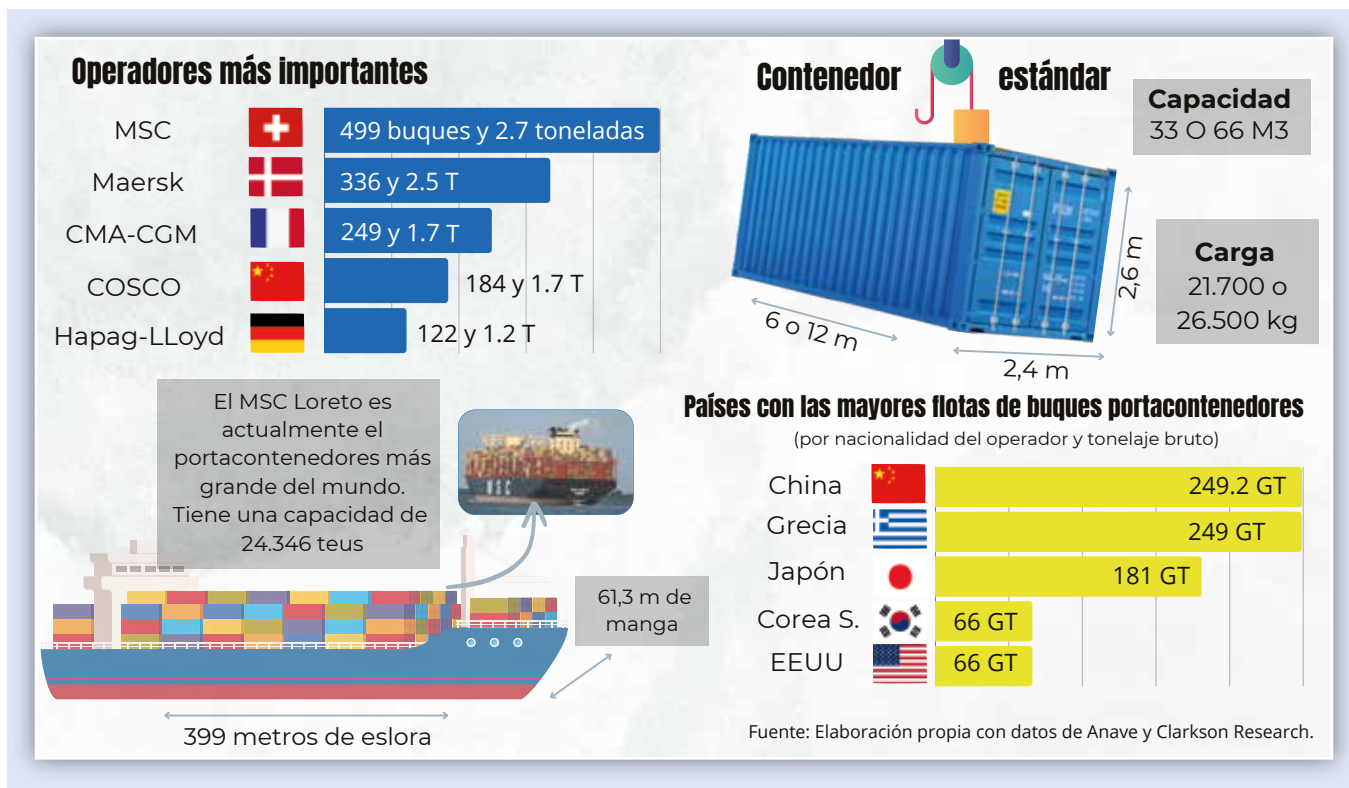 Operadores más importantes
MSC
499 buques y 2.7 toneladas
Maersk
336 y 2.5 T
CMA-CGM
249 y 1.7 T
COSCO
184 y 1.7 T
Hapag-LLoyd
122 y 1.2 T
Contenedor estándar
Capacidad
33 O 66 M3
Carga
21.700 o
26.500 kg
2,6 m
6 o 12 m
2,4 m
El MSC Loreto es
actualmente el
portacontenedores más
grande del mundo.
Tiene una capacidad de
24.346 teus
MSC
61,3 m de
manga
399 metros de eslora
Países con las mayores flotas de buques portacontenedores
(por nacionalidad del operador y tonelaje bruto)
China
249.2 GT
Grecia
249 GT
Japón
181 GT
Corea S.
66 GT
EEUU
66 GT
Fuente: Elaboración propia con datos de Anave y Clarkson Research.